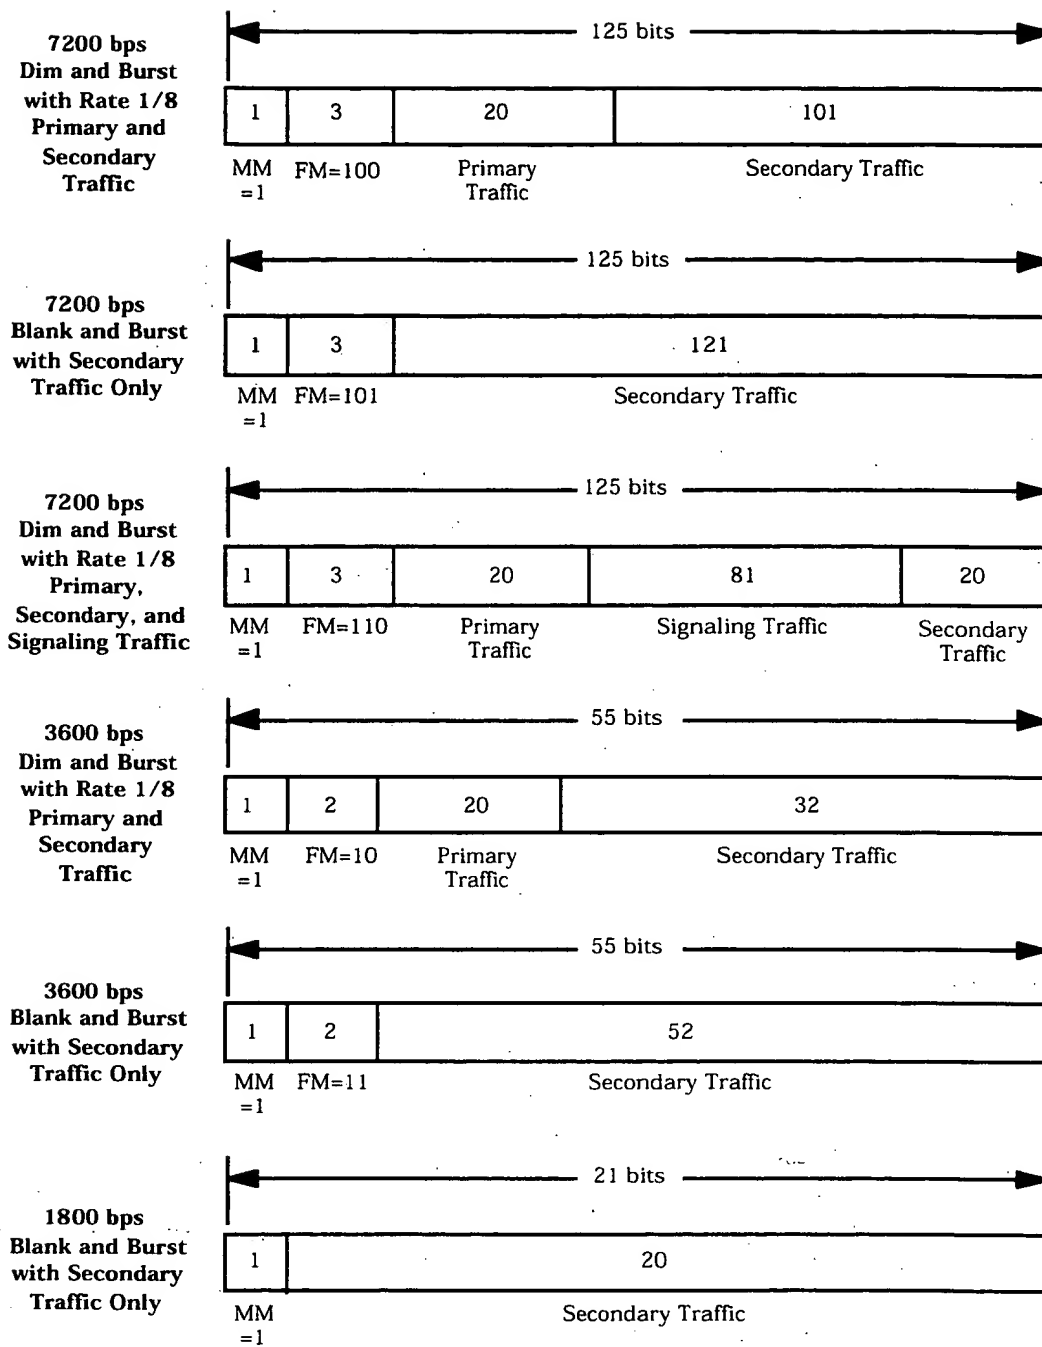 7200 bps
Dim and Burst
with Rate 1/8
Primary and
Secondary
Traffic
125 bits
1 3 20 101
MM
=1
FM=100
Primary
Traffic
Secondary Traffic
7200 bps
Blank and Burst
with Secondary
Traffic Only
125 bits
1 3 121
MM
=1
FM=101
Secondary Traffic
7200 bps
Dim and Burst
with Rate 1/8
Primary,
Secondary, and
Signaling Traffic
125 bits
1 3 20 81 20
MM
=1
FM=110
Primary
Traffic
Signaling Traffic
Secondary
Traffic
3600 bps
Dim and Burst
with Rate 1/8
Primary and
Secondary
Traffic
55 bits
1 2 20 32
MM
=1
FM=10
Primary
Traffic
Secondary Traffic
3600 bps
Blank and Burst
with Secondary
Traffic Only
55 bits
1 2 52
MM
=1
FM=11
Secondary Traffic
1800 bps
Blank and Burst
with Secondary
Traffic Only
21 bits
1 20
MM
=1
Secondary Traffic